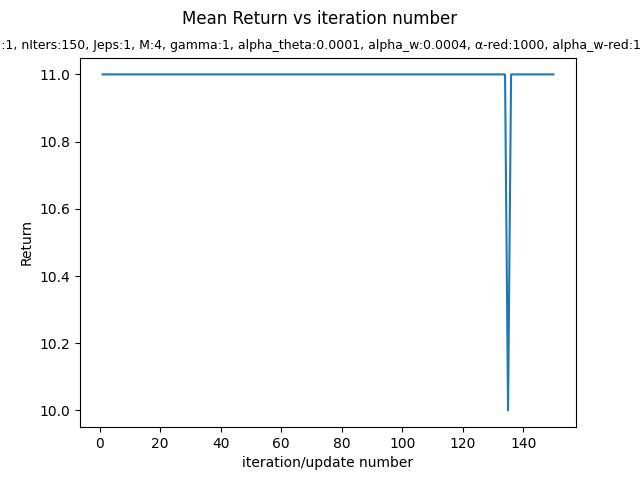 Mean Return vs iteration number
:1, nIters:150, Jeps:1, M:4, gamma:1, alpha_theta:0.0001, alpha_w:0.0004, α-red:1000, alpha_w-red:1
11.0
10.8
10.6
10.4
10.2
10.0
Return
0 20 40 60 80 100 120 140
iteration/update number